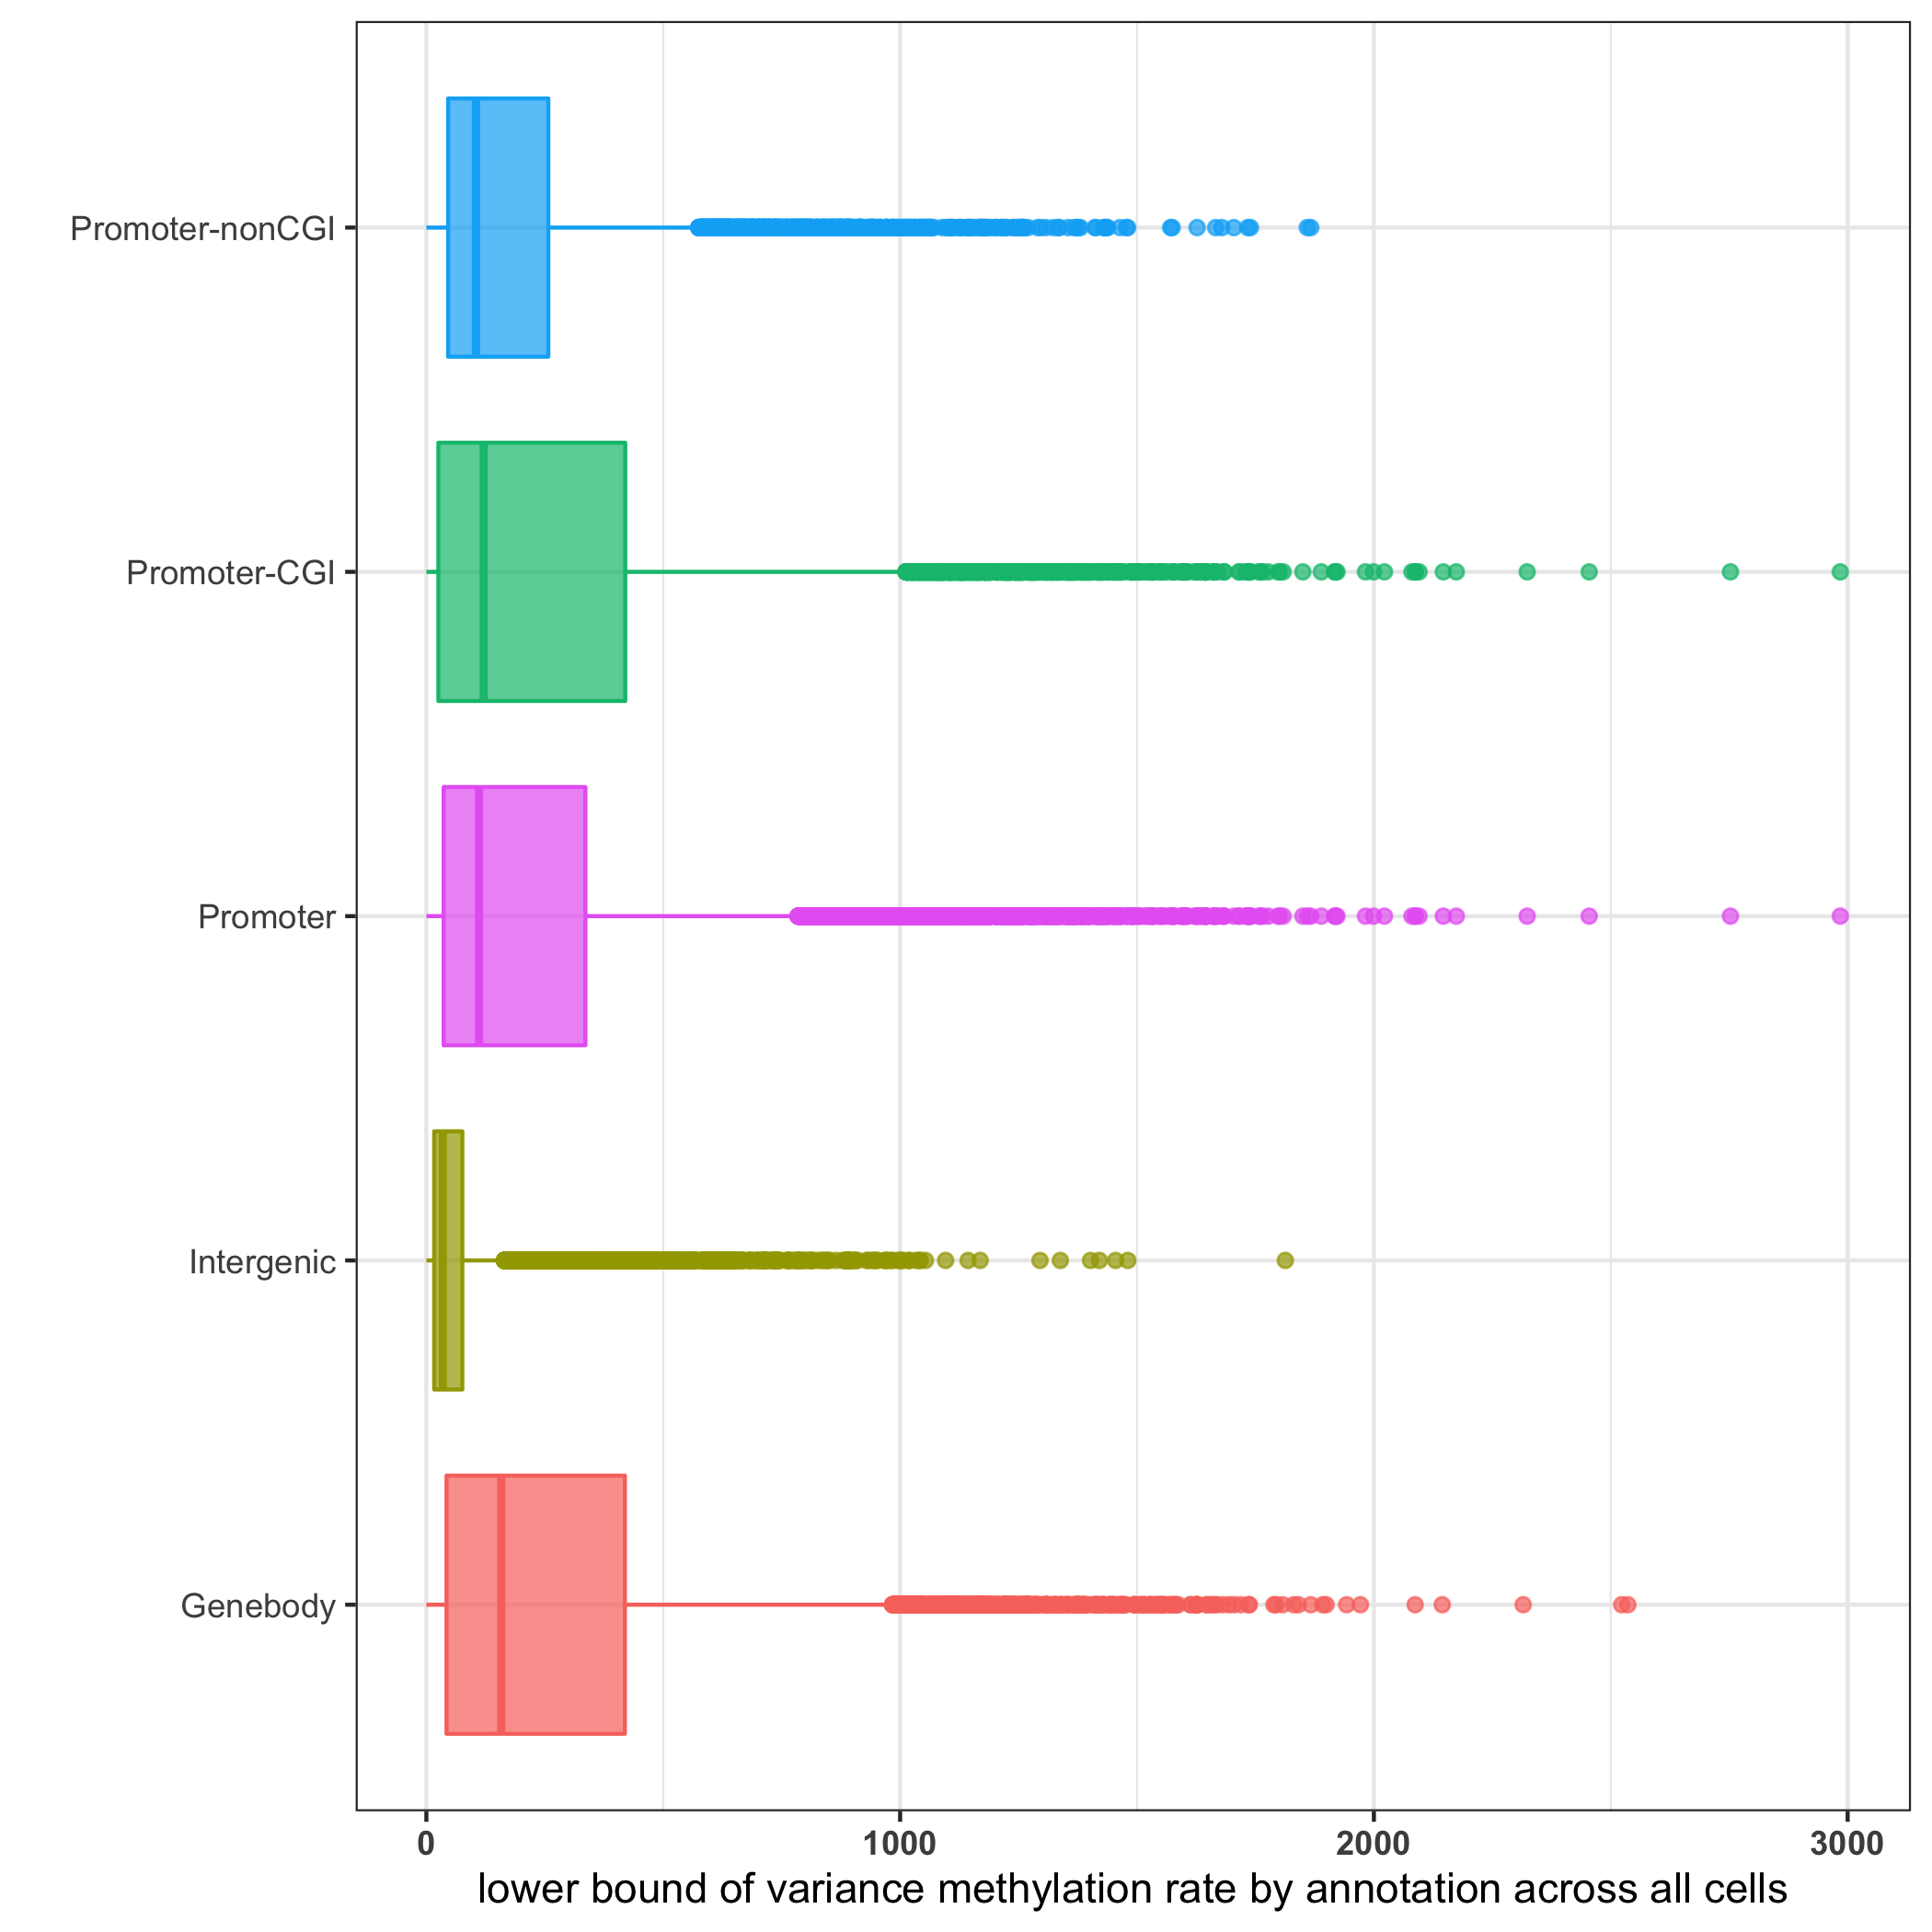 Promoter-nonCGI
Promoter-CGI
Promoter
Intergenic
Genebody
0 1000 2000 3000
lower bound of variance methylation rate by annotation across all cells